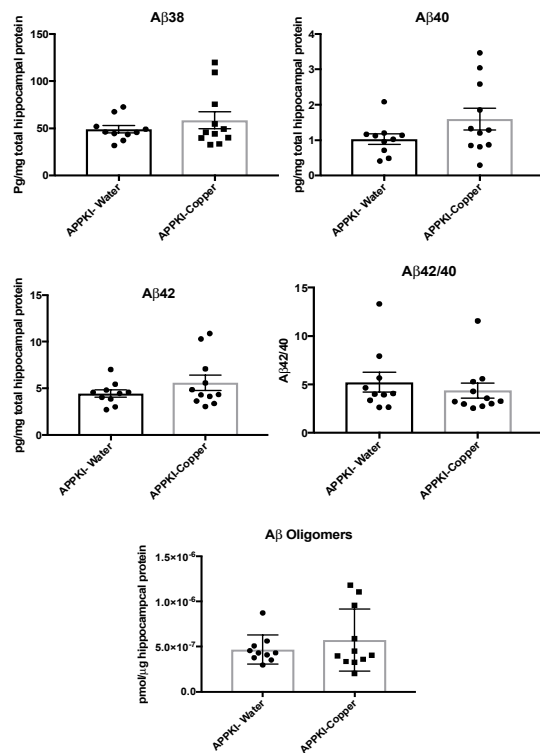 Aβ38
Pg/mg total hippocampal protein
150
100
50
0
APPKI- Water
APPKI-Copper
Aβ40
pg/mg total hippocampal protein
4
3
2
1
0
APPKI- Water
APPKI-Copper
Aβ42
pg/mg total hippocampal protein
15
10
5
0
APPKI- Water
APPKI-Copper
Aβ42/40
Aβ42/40
15
10
5
0
APPKI- Water
APPKI-Copper
Aβ Oligomers
pmol/μg hippocampcal protein
1.5×10-6
1.0×10-6
5.0×10-7
0.0
APPKI- Water
APPKI-Copper